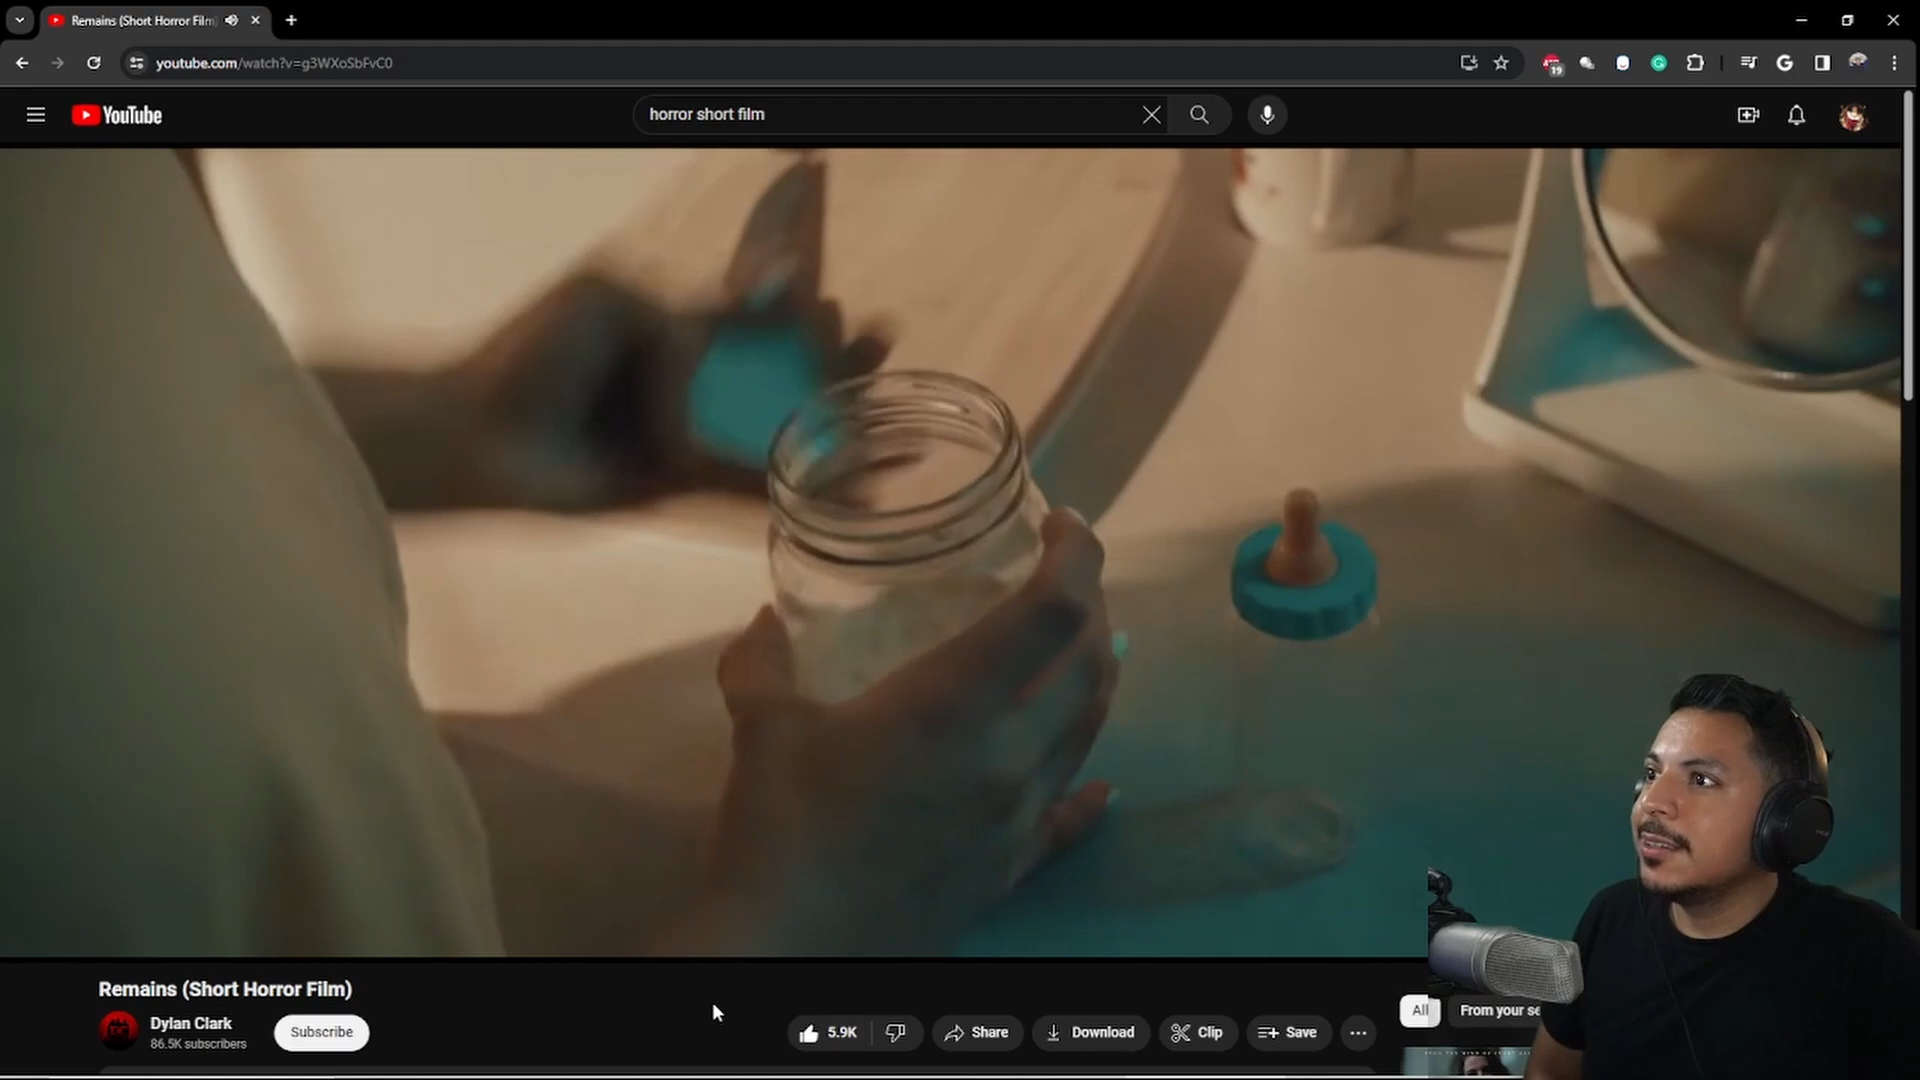 Remains (Short Horror Film)
youtube.com/watch?v=g3WXoSbFvC0
19
YouTube
horror short film
Remains (Short Horror Film)
Dylan Clark
86.5K subscribers
Subscribe
5.9K
Share
Download
Clip
Save
All
From your se